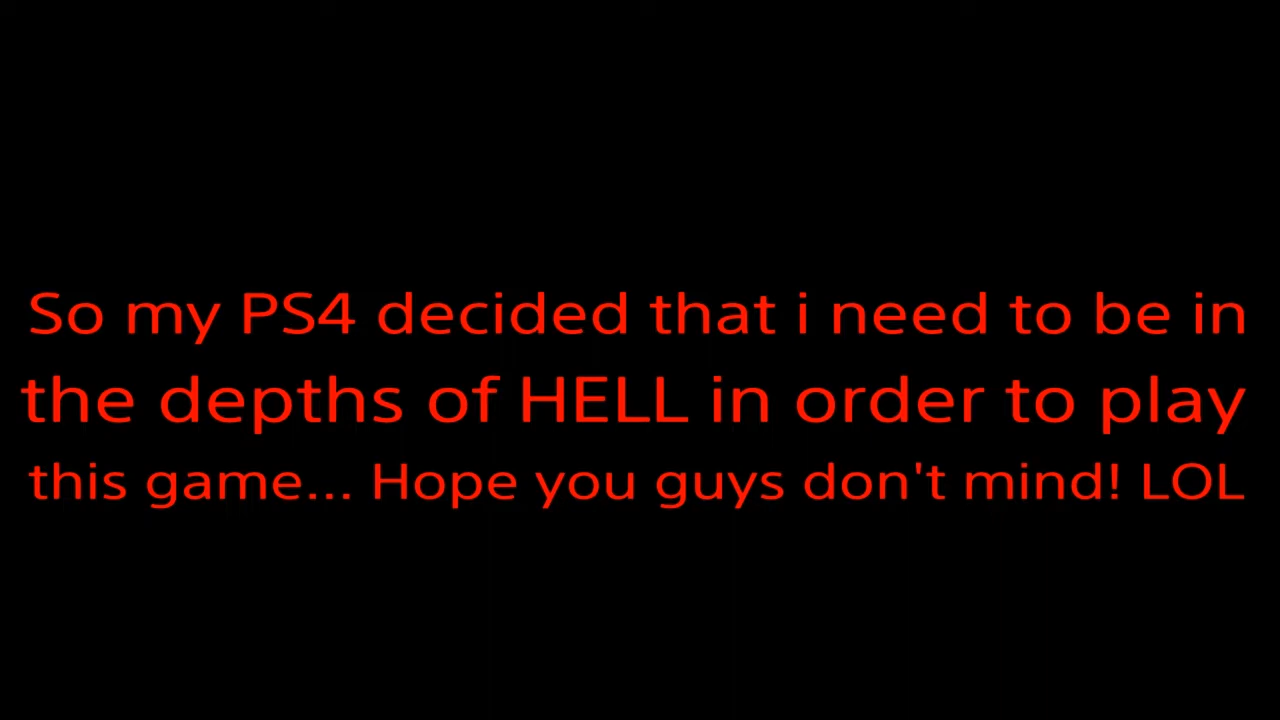 So my PS4 decided that i need to be in
the depths of HELL in order to play
this game... Hope you guys don't mind! LOL